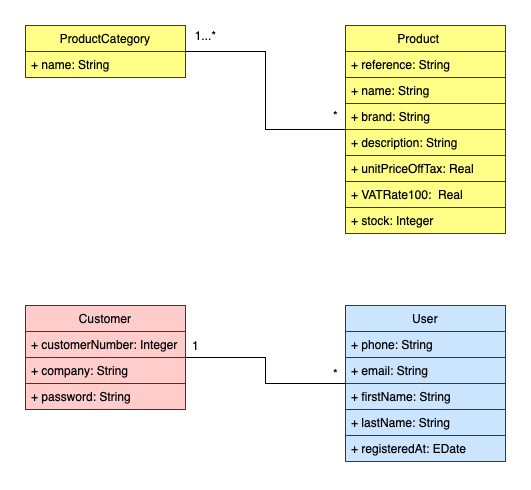 ProductCategory
+ name: String
1...*
*
Product
+ reference: String
+ name: String
+ brand: String
+ description: String
+ unitPriceOffTax: Real
+ VATRate100:  Real
+ stock: Integer
Customer
+ customerNumber: Integer
+ company: String
+ password: String
1
*
User
+ phone: String
+ email: String
+ firstName: String
+ lastName: String
+ registeredAt: EDate